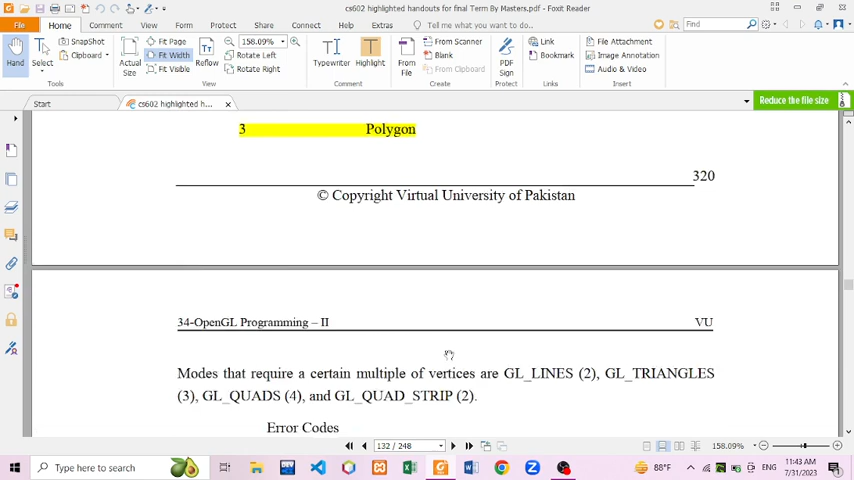 cs602 highlighted handouts for final Term By Masters.pdf - Foxit Reader
File Home Comment View Form Protect Share Help Extras Tell me what you want to do... Find
Hand
Select
SnapShot
Clipboard
Tools
Actual Size
Fit Page
Fit Width
Fit Visible
Reflow
158.09%
Rotate Left
Rotate Right
View
Typewriter
Highlight
Comment
From File
From Scanner
Blank
From Clipboard
Create
PDF Sign
Protect
Link
Bookmark
Links
File Attachment
Image Annotation
Audio & Video
Insert
Start cs602 highlighted h... Reduce the file size
3 Polygon
320
© Copyright Virtual University of Pakistan
34-OpenGL Programming – II VU
Modes that require a certain multiple of vertices are GL_LINES (2), GL_TRIANGLES
(3), GL_QUADS (4), and GL_QUAD_STRIP (2).
Error Codes
132 / 248 158.09%
Type here to search 88°F ENG 11:43 AM
7/31/2023